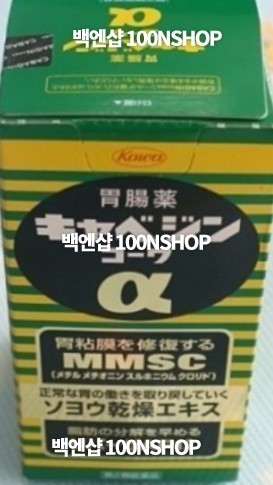 胃腸薬
백엔샵 100NSHOP
α
Kowa
胃腸薬
キャベジン
백엔샵 100NSHOP
コーワ
α
胃粘膜を修復する
MMSC
(メチルメチオニンスルホニウムクロリド)
正常な胃の働きを取り戻していく
ソヨウ乾燥エキス
脂肪の分解を早める
백엔샵 100NSHOP